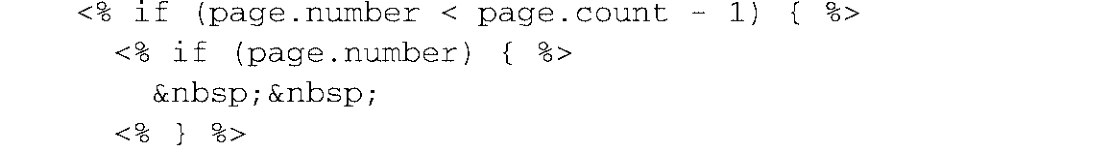 <% if (page.number < page.count - 1) { %>
<% if (page.number) { %>
&nbsp;&nbsp;
<% } %>